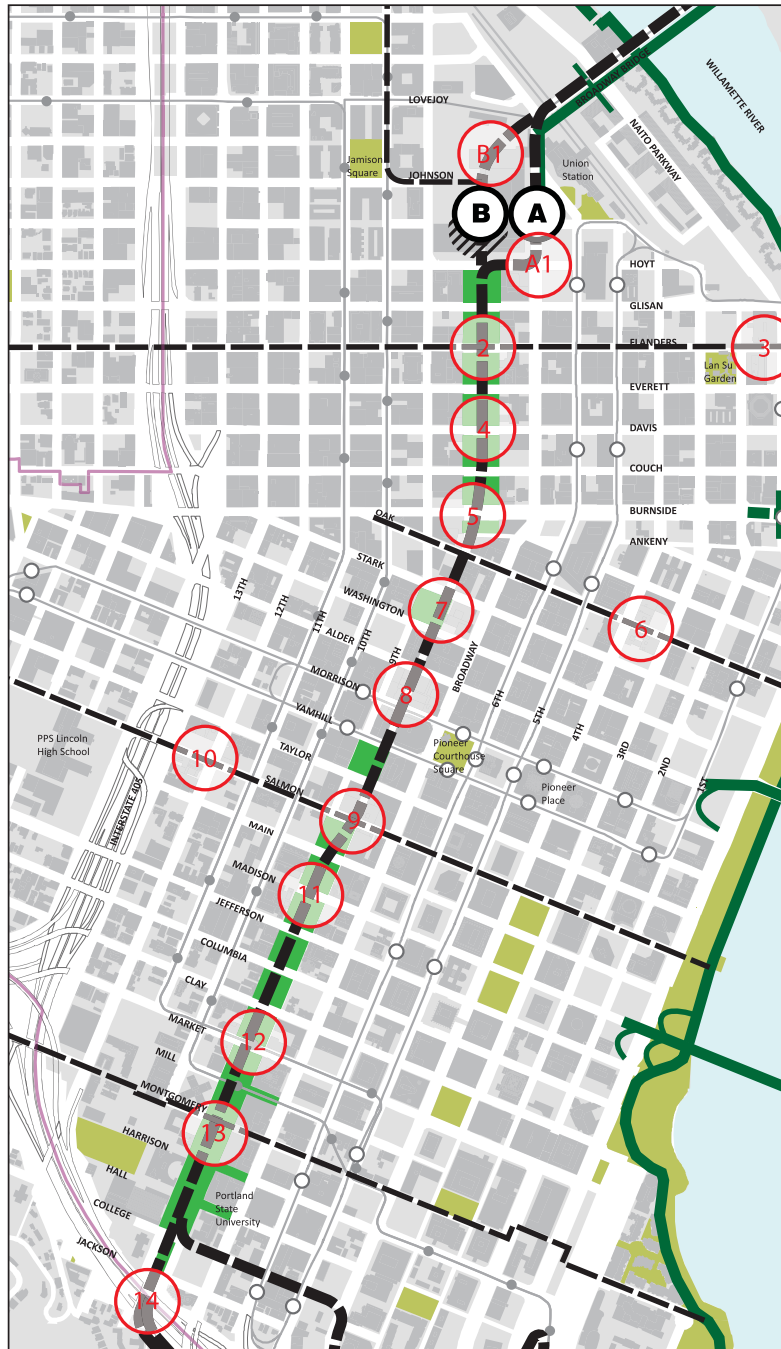 LOVEJOY
BROADWAY BRIDGE
WILLAMETTE RIVER
NAITO PARKWAY
B1
Jamison
Square
JOHNSON
Union
Station
B
A
A1
HOYT
GLISAN
2
FLANDERS
3
Lan Su
Garden
EVERETT
4
DAVIS
COUCH
5
BURNSIDE
OAK
ANKENY
STARK
13TH
12TH
11TH
10TH
9TH
WASHINGTON
7
6
ALDER
BROADWAY
MORRISON
8
6TH
5TH
4TH
3RD
2ND
1ST
YAMHILL
PPS Lincoln
High School
10
TAYLOR
Pioneer
Courthouse
Square
SALMON
Pioneer
Place
INTERSTATE 405
9
MAIN
MADISON
11
JEFFERSON
COLUMBIA
CLAY
MARKET
12
MILL
MONTGOMERY
13
HARRISON
HALL
Portland
State
University
COLLEGE
JACKSON
14